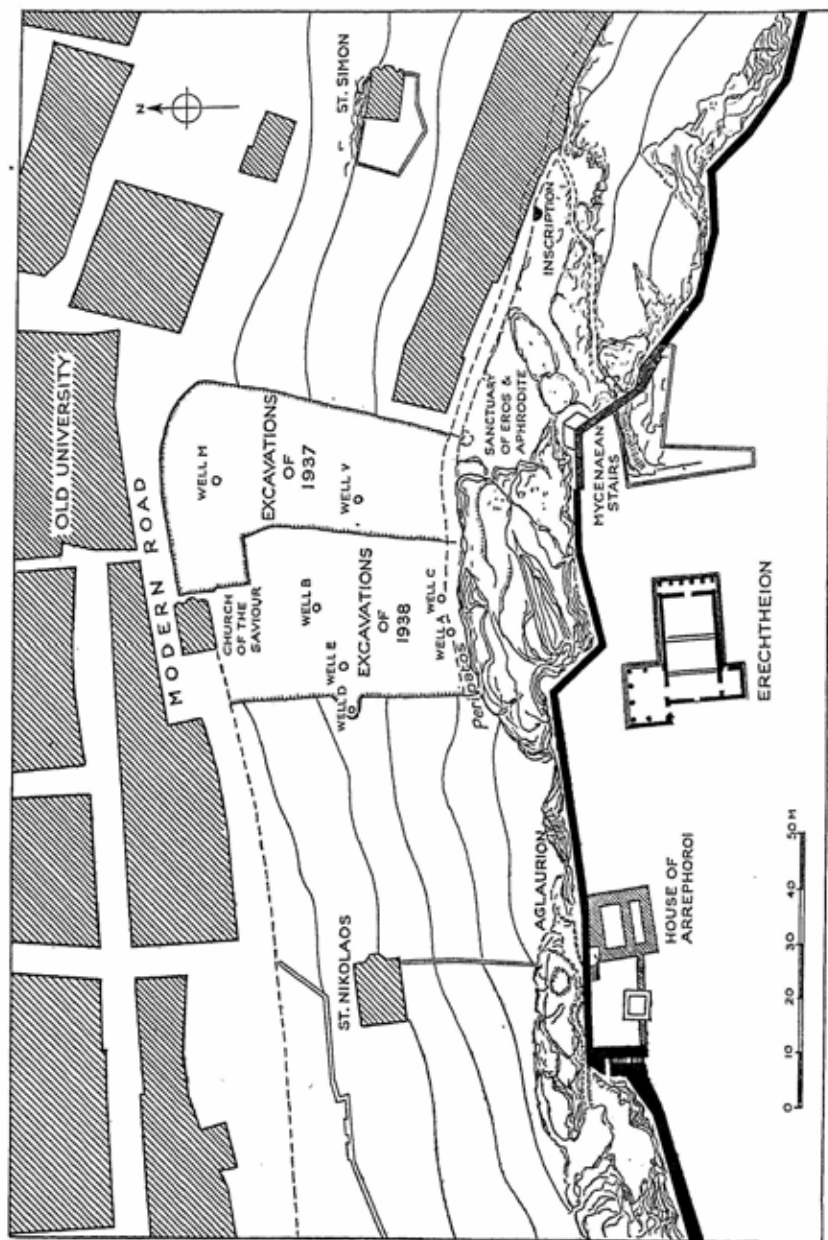 OLD UNIVERSITY
MODERN ROAD
N
ST. SIMON
WELL M
EXCAVATIONS
OF
1937
WELL V
CHURCH
OF THE
SAVIOUR
WELL B
EXCAVATIONS
OF
1938
WELL E
WELL D
WELL C
WELL A
Peripatos
SANCTUARY
OF EROS &
APHRODITE
INSCRIPTION
MYCENAEAN
STAIRS
ST. NIKOLAOS
AGLAURION
ERECHTHEION
HOUSE OF
ARREPHOROI
0 10 20 30 40 50 M